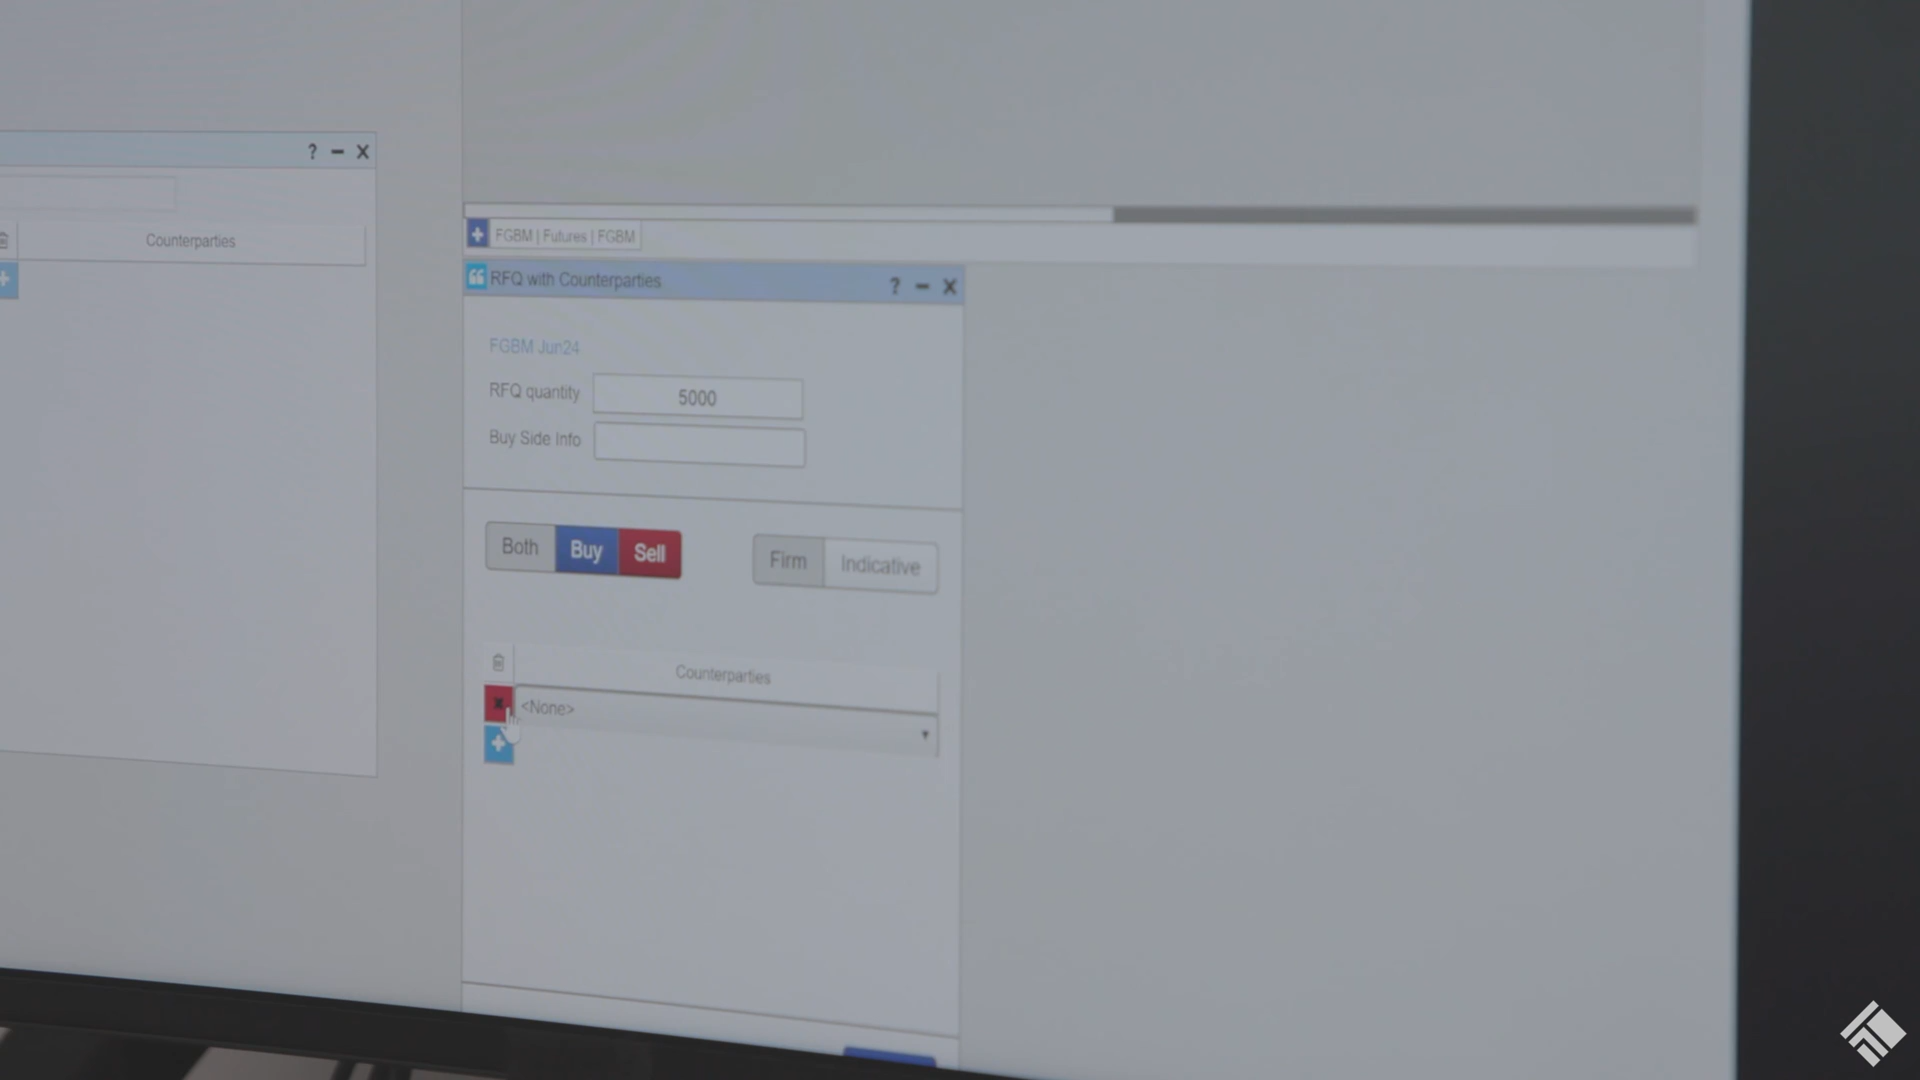 Counterparties
FGBM | Futures | FGBM
RFQ with Counterparties
FGBM Jun24
RFQ quantity 5000
Buy Side Info
Both Buy Sell Firm Indicative
Counterparties
<None>